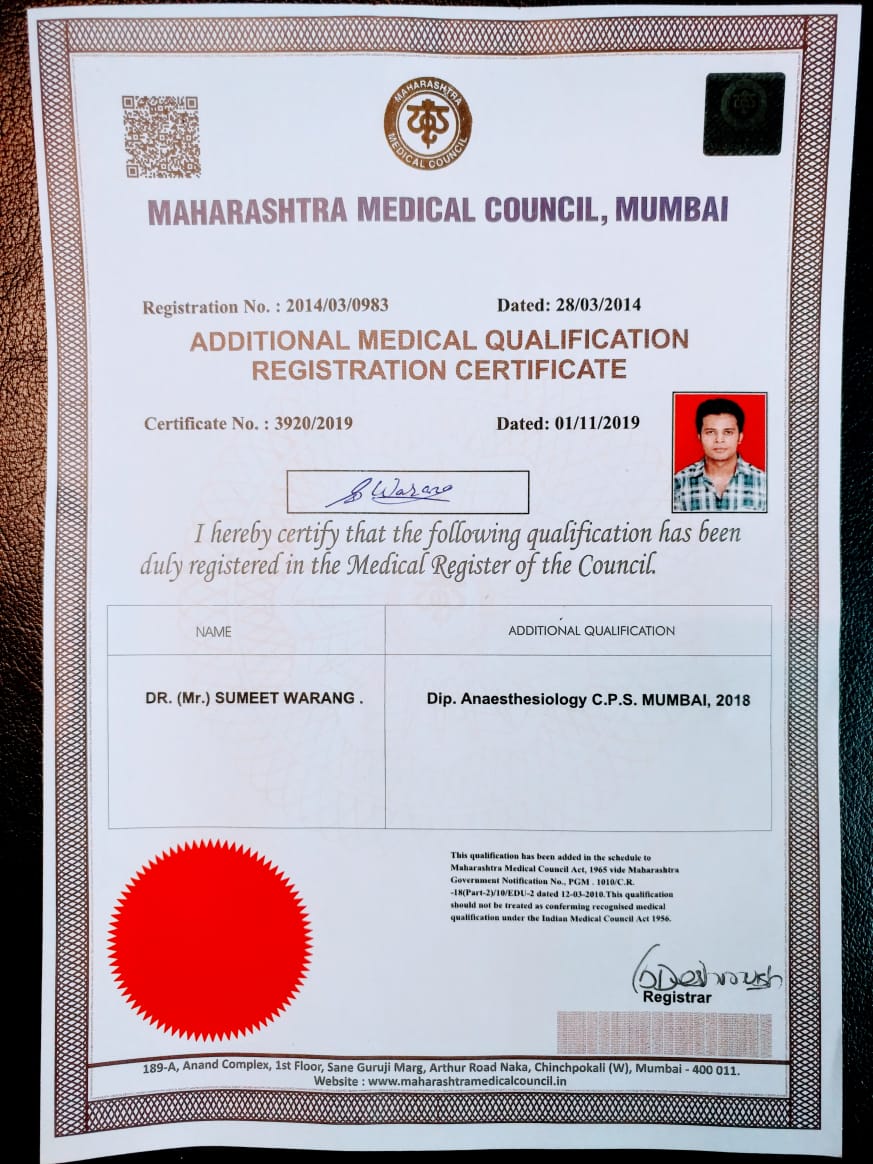 MAHARASHTRA
MEDICAL COUNCIL
MAHARASHTRA MEDICAL COUNCIL, MUMBAI
Registration No. : 2014/03/0983 Dated: 28/03/2014
ADDITIONAL MEDICAL QUALIFICATION
REGISTRATION CERTIFICATE
Certificate No. : 3920/2019 Dated: 01/11/2019
S Warang
I hereby certify that the following qualification has been
duly registered in the Medical Register of the Council.
NAME ADDITIONAL QUALIFICATION
DR. (Mr.) SUMEET WARANG . Dip. Anaesthesiology C.P.S. MUMBAI, 2018
This qualification has been added in the schedule to
Maharashtra Medical Council Act, 1965 vide Maharashtra
Government Notification No., PGM . 1010/C.R.
-18(Part-2)/10/EDU-2 dated 12-03-2010.This qualification
should not be treated as conferming recognised medical
qualification under the Indian Medical Council Act 1956.
Registrar
189-A, Anand Complex, 1st Floor, Sane Guruji Marg, Arthur Road Naka, Chinchpokali (W), Mumbai - 400 011.
Website : www.maharashtramedicalcouncil.in